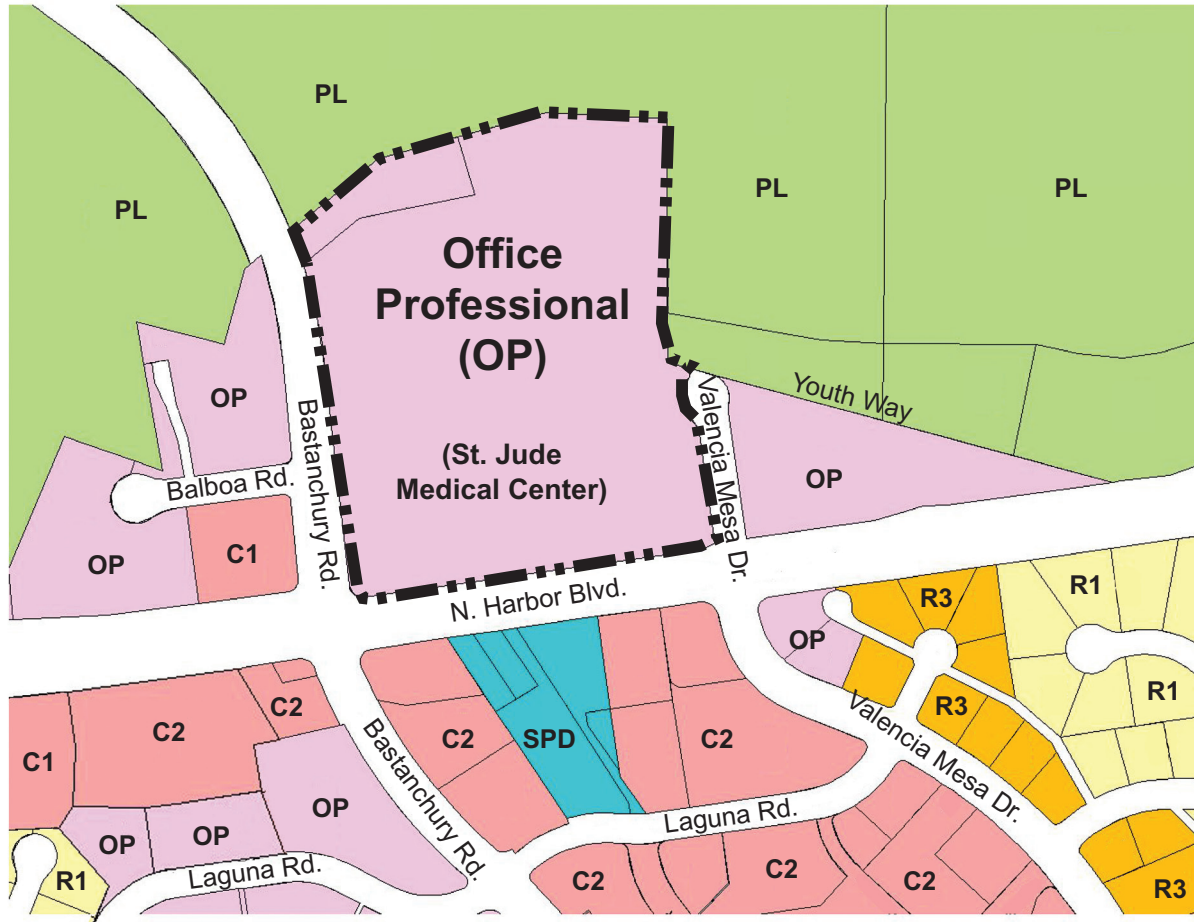 PL
PL
PL
PL
Office
Professional
(OP)
(St. Jude
Medical Center)
OP
Bastanchury Rd.
Balboa Rd.
OP
C1
Youth Way
Valencia Mesa Dr.
OP
N. Harbor Blvd.
OP
R3
R1
R1
R3
Valencia Mesa Dr.
C1
C2
C2
C2
SPD
C2
Bastanchury Rd.
OP
OP
OP
R1
Laguna Rd.
Laguna Rd.
C2
C2
C2
R3